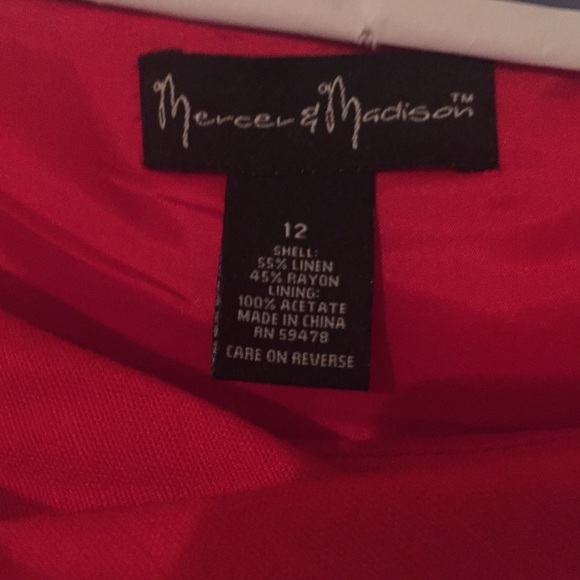 Mercer & Madison™
12
SHELL:
55% LINEN
45% RAYON
LINING:
100% ACETATE
MADE IN CHINA
RN 59478
CARE ON REVERSE